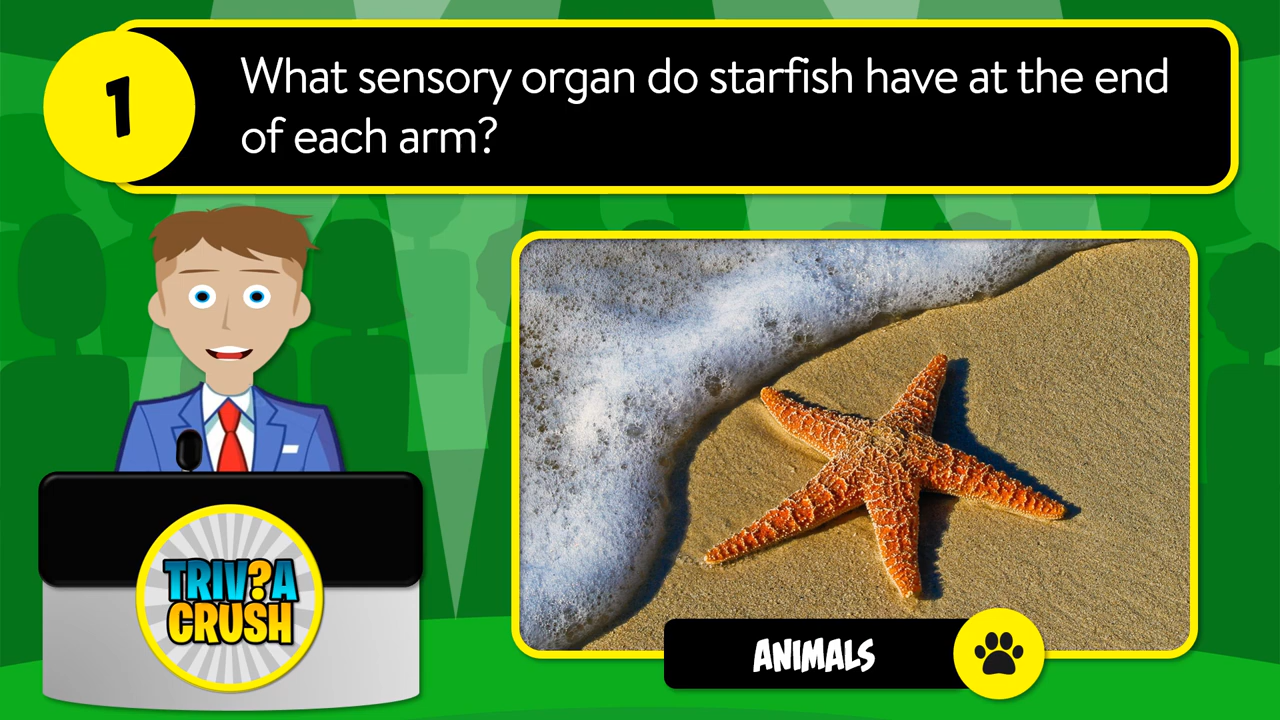 1
What sensory organ do starfish have at the end
of each arm?
TRIV?A
CRUSH
ANIMALS